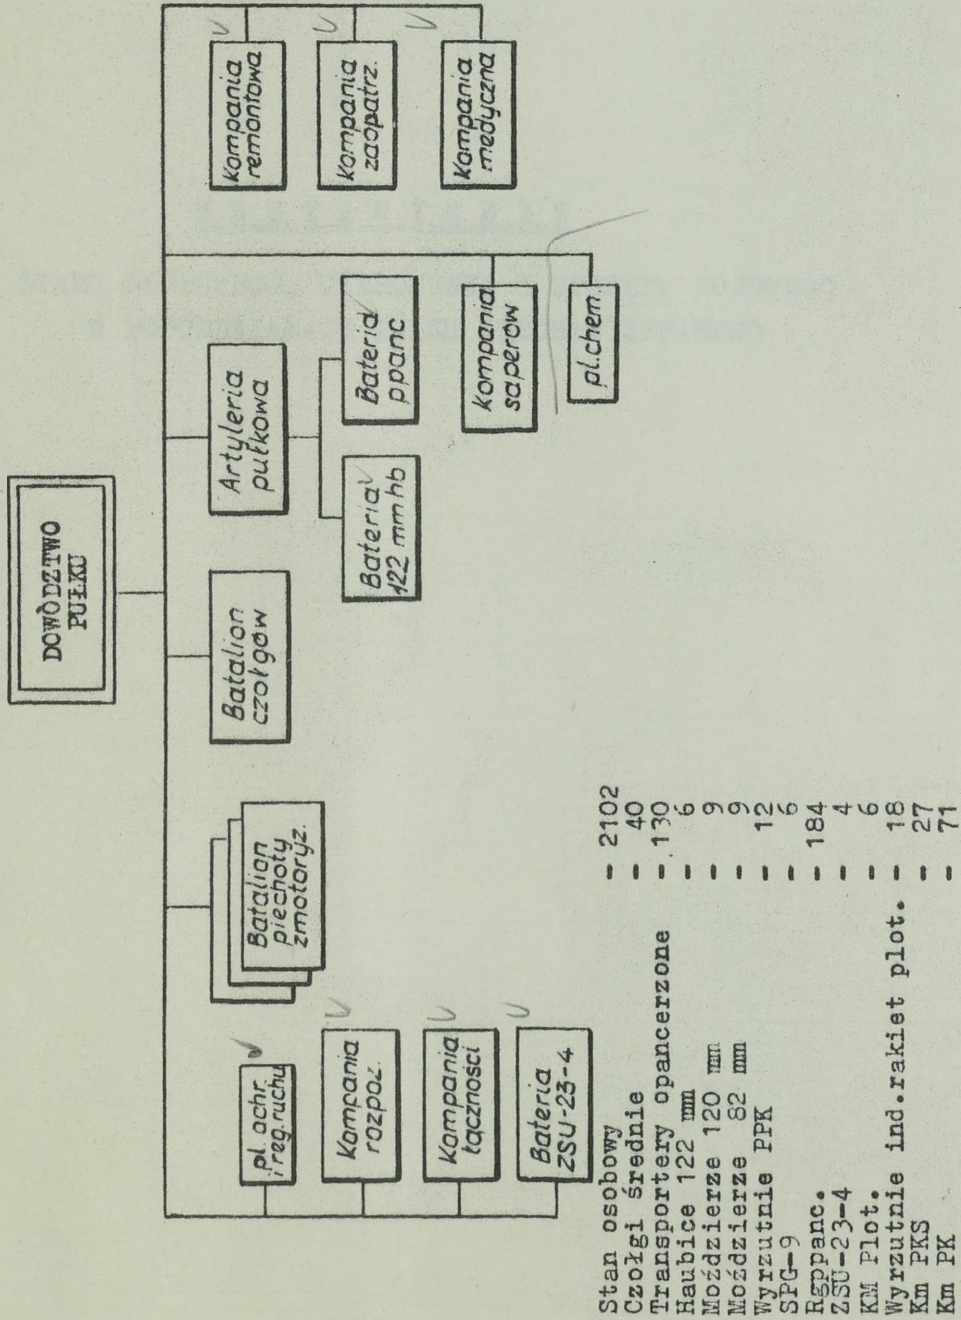 DOWÓDZTWO
PUŁKU
pl. ochr.
i reg. ruchu
Kompania
rozpoz.
Kompania
łączności
Bateria
ZSU-23-4
Batalion
piechoty
zmotoryz.
Batalion
czołgów
Artyleria
pułkowa
Bateria
122 mm hb
Bateria
ppanc
Kompania
saperów
pl.chem.
Kompania
remontowa
Kompania
zaopatrz.
Kompania
medyczna
Stan osobowy - 2102
Czołgi średnie - 40
Transportery opancerzone - 130
Haubice 122 mm - 6
Moździerze 120 mm - 9
Moździerze 82 mm - 9
Wyrzutnie PPK - 12
SPG-9 - 6
Rgppanc. - 184
ZSU-23-4 - 4
KM Plot. - 6
Wyrzutnie ind.rakiet plot. - 18
Km PKS - 27
Km PK - 71